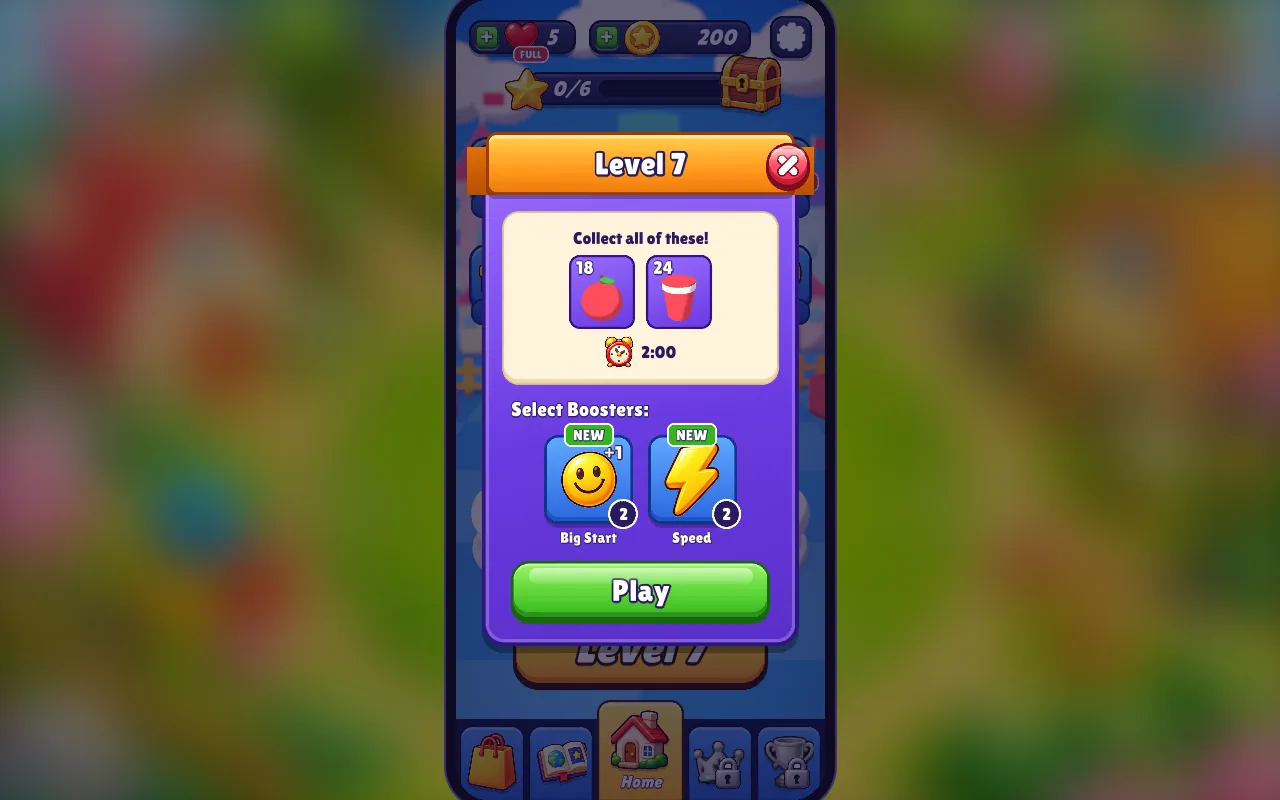 5
FULL
200
0/6
Level 7
Collect all of these!
18
24
2:00
Select Boosters:
NEW
NEW
+1
2
2
Big Start
Speed
Play
Level 7
Home